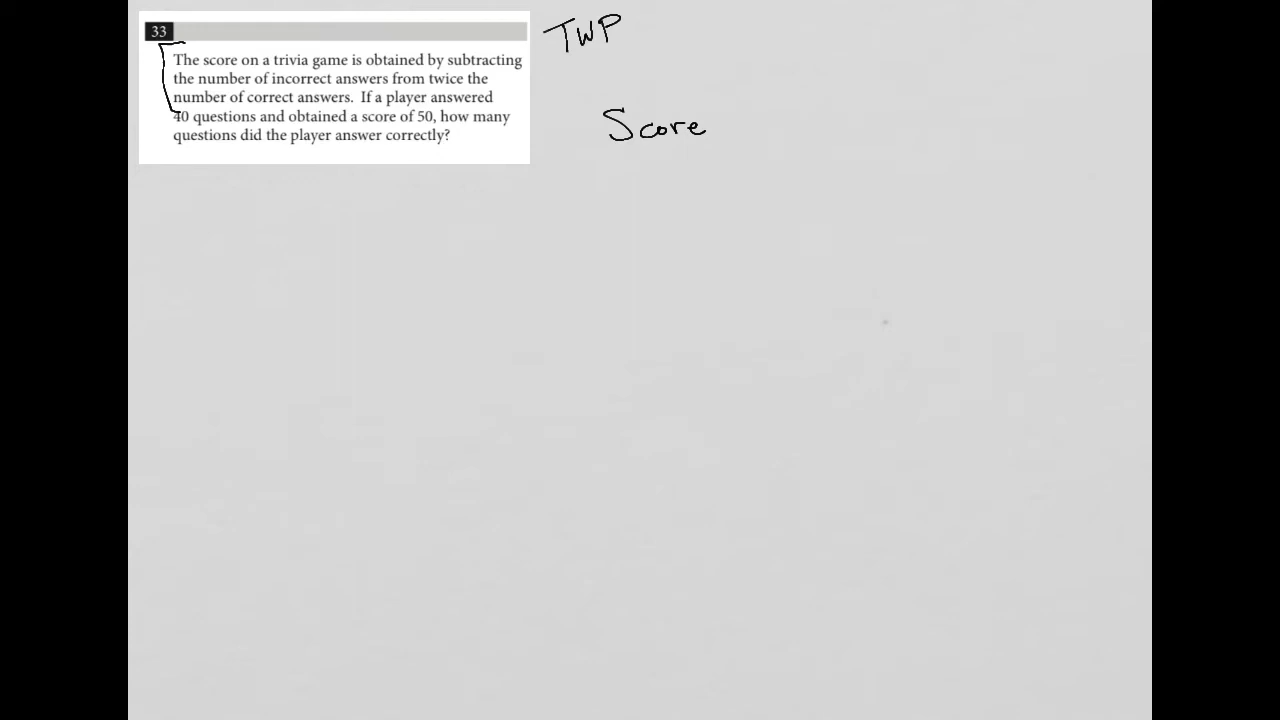 33
The score on a trivia game is obtained by subtracting
the number of incorrect answers from twice the
number of correct answers. If a player answered
40 questions and obtained a score of 50, how many
questions did the player answer correctly?
TWP
Score